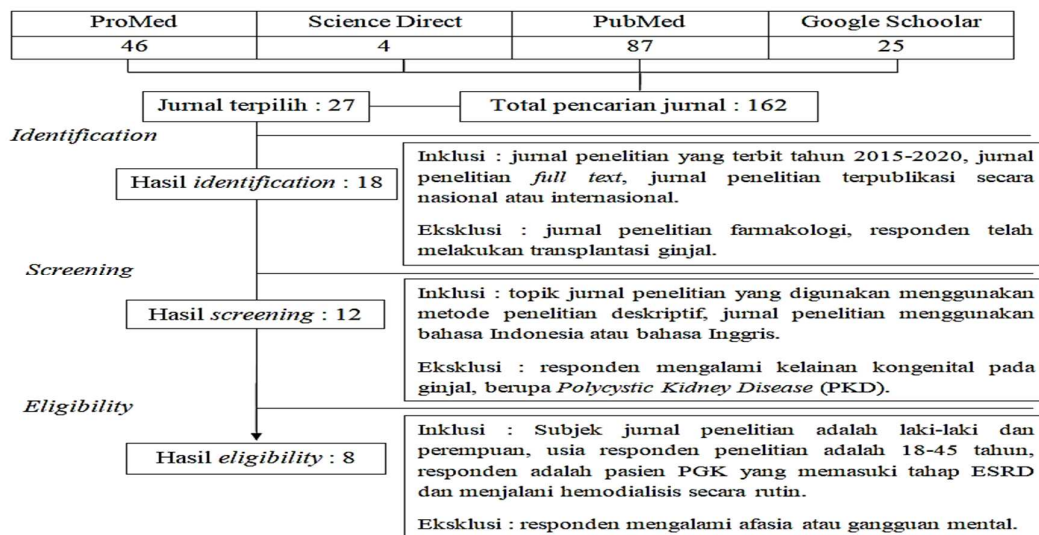 ProMed Science Direct PubMed Google Schoolar
46 4 87 25
Jurnal terpilih : 27 Total pencarian jurnal : 162
Identification
Hasil identification : 18
Inklusi : jurnal penelitian yang terbit tahun 2015-2020, jurnal
penelitian full text, jurnal penelitian terpublikasi secara
nasional atau internasional.
Eksklusi : jurnal penelitian farmakologi, responden telah
melakukan transplantasi ginjal.
Screening
Hasil screening : 12
Inklusi : topik jurnal penelitian yang digunakan menggunakan
metode penelitian deskriptif, jurnal penelitian menggunakan
bahasa Indonesia atau bahasa Inggris.
Eksklusi : responden mengalami kelainan kongenital pada
ginjal, berupa Polycystic Kidney Disease (PKD).
Eligibility
Hasil eligibility : 8
Inklusi : Subjek jurnal penelitian adalah laki-laki dan
perempuan, usia responden penelitian adalah 18-45 tahun,
responden adalah pasien PGK yang memasuki tahap ESRD
dan menjalani hemodialisis secara rutin.
Eksklusi : responden mengalami afasia atau gangguan mental.